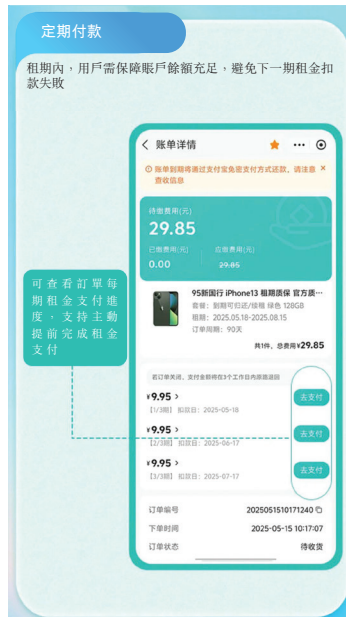 定期付款
租期內，用戶需保障賬戶餘額充足，避免下一期租金扣
款失敗
账单详情
账单到期将通过支付宝免密支付方式还款，请注意
查收信息
待缴费用(元)
29.85
已缴费用(元) 总缴费用(元)
0.00 29.85
95新国行 iPhone13 租期质保 官方质…
套餐：到期可归还/续租 绿色 128GB
租期：2025.05.18-2025.08.15
订单周期：90天
共1件，总费用¥29.85
可查看訂單每
期租金支付進
度，支持主動
提前完成租金
支付
若订单关闭，支付金额将在3个工作日内原路退回
¥9.95 >
【1/3期】 扣款日：2025-05-18
去支付
¥9.95 >
【2/3期】 扣款日：2025-06-17
去支付
¥9.95 >
【3/3期】 扣款日：2025-07-17
去支付
订单编号 2025051510171240
下单时间 2025-05-15 10:17:07
订单状态 待收货